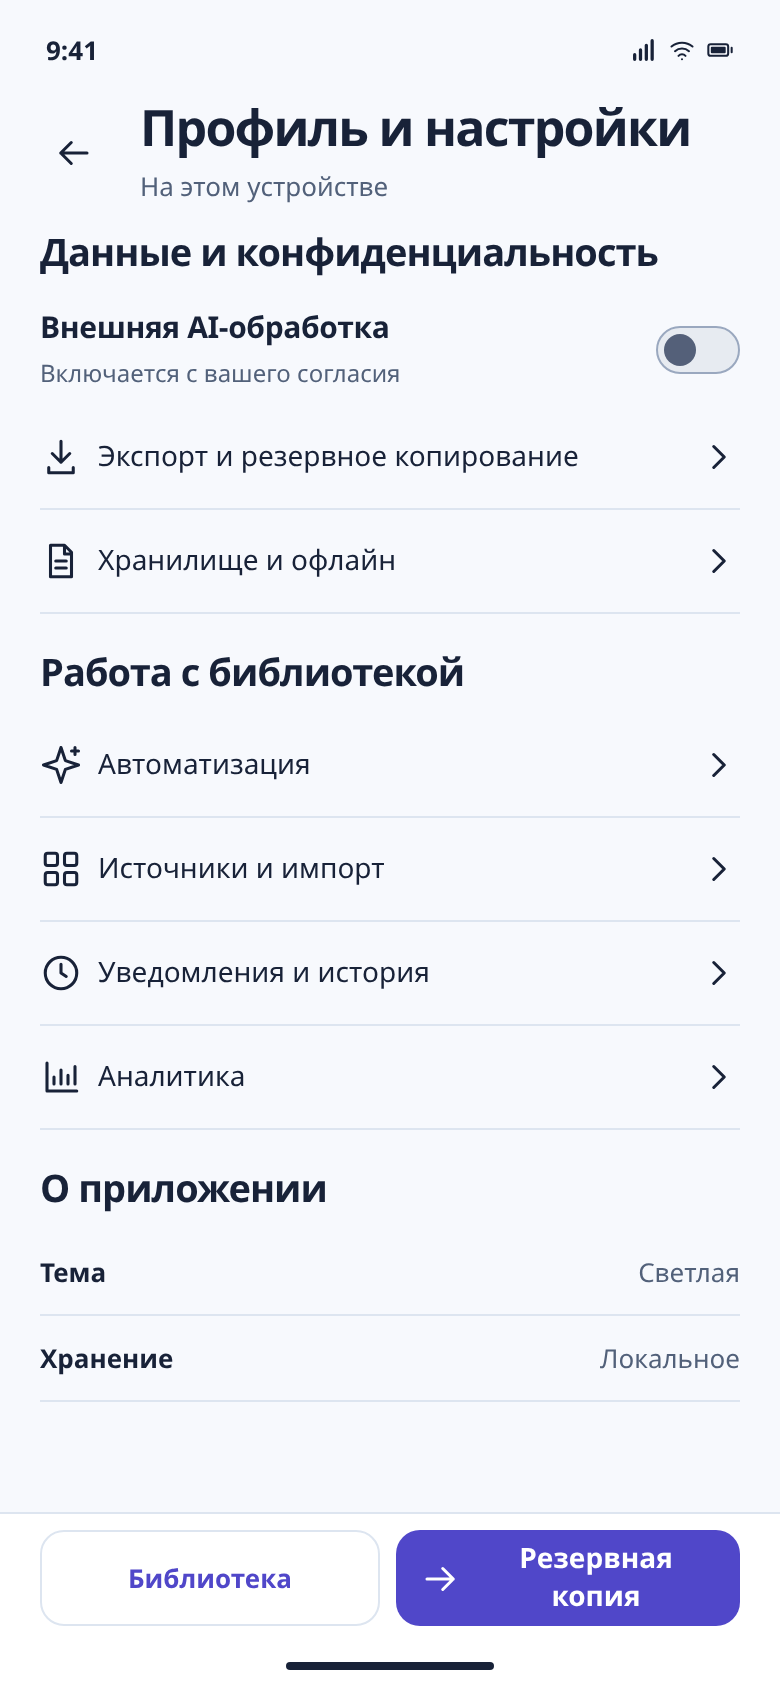 9:41
Профиль и настройки
На этом устройстве
Данные и конфиденциальность
Внешняя AI-обработка
Включается с вашего согласия
Экспорт и резервное копирование
Хранилище и офлайн
Работа с библиотекой
Автоматизация
Источники и импорт
Уведомления и история
Аналитика
О приложении
Тема Светлая
Хранение Локальное
Библиотека
Резервная
копия